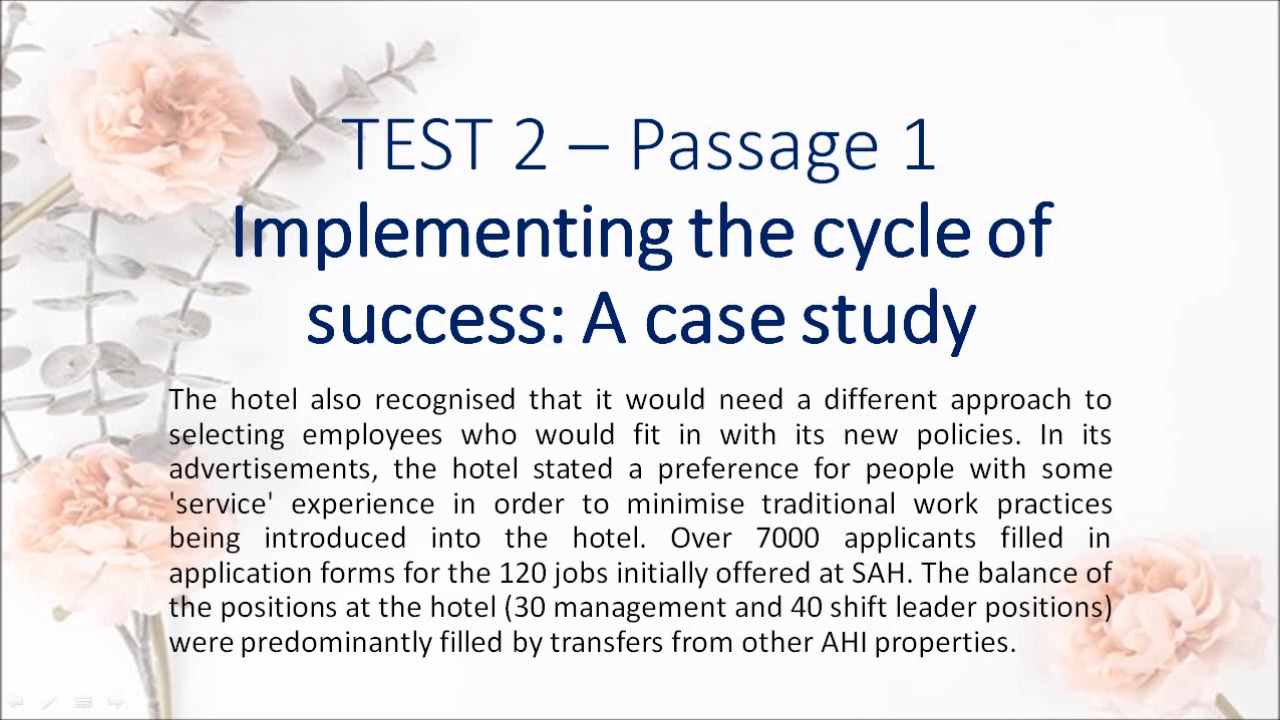 TEST 2 – Passage 1
Implementing the cycle of
success: A case study
The hotel also recognised that it would need a different approach to
selecting employees who would fit in with its new policies. In its
advertisements, the hotel stated a preference for people with some
'service' experience in order to minimise traditional work practices
being introduced into the hotel. Over 7000 applicants filled in
application forms for the 120 jobs initially offered at SAH. The balance of
the positions at the hotel (30 management and 40 shift leader positions)
were predominantly filled by transfers from other AHI properties.